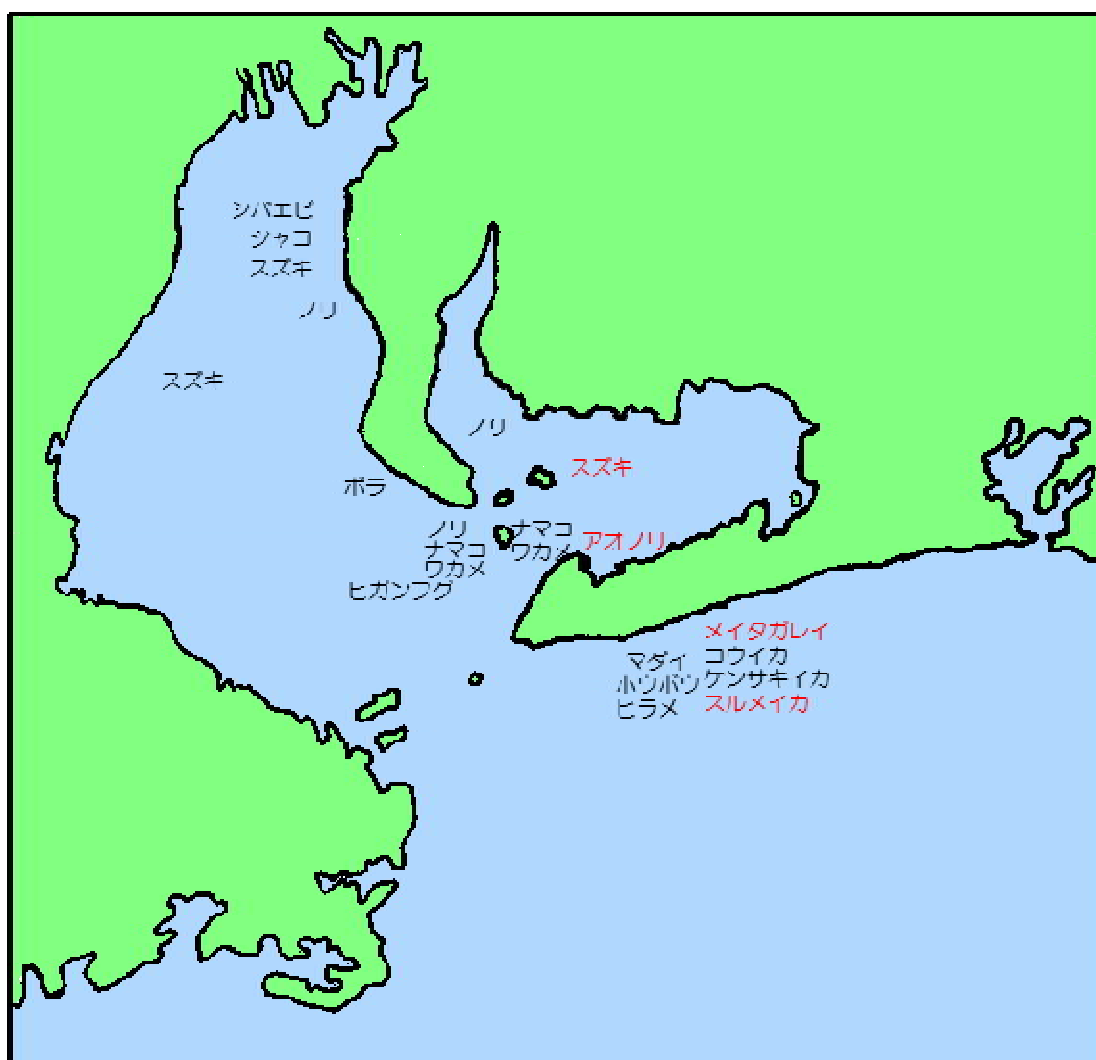 シバエビ
シャコ
スズキ
ノリ
スズキ
ノリ
スズキ
ボラ
ノリ
ナマコ
ワカメ
ナマコ
ワカメ
アオノリ
ヒガンフグ
メイタガレイ
コウイカ
ケンサキイカ
スルメイカ
マダイ
ホウボウ
ヒラメ